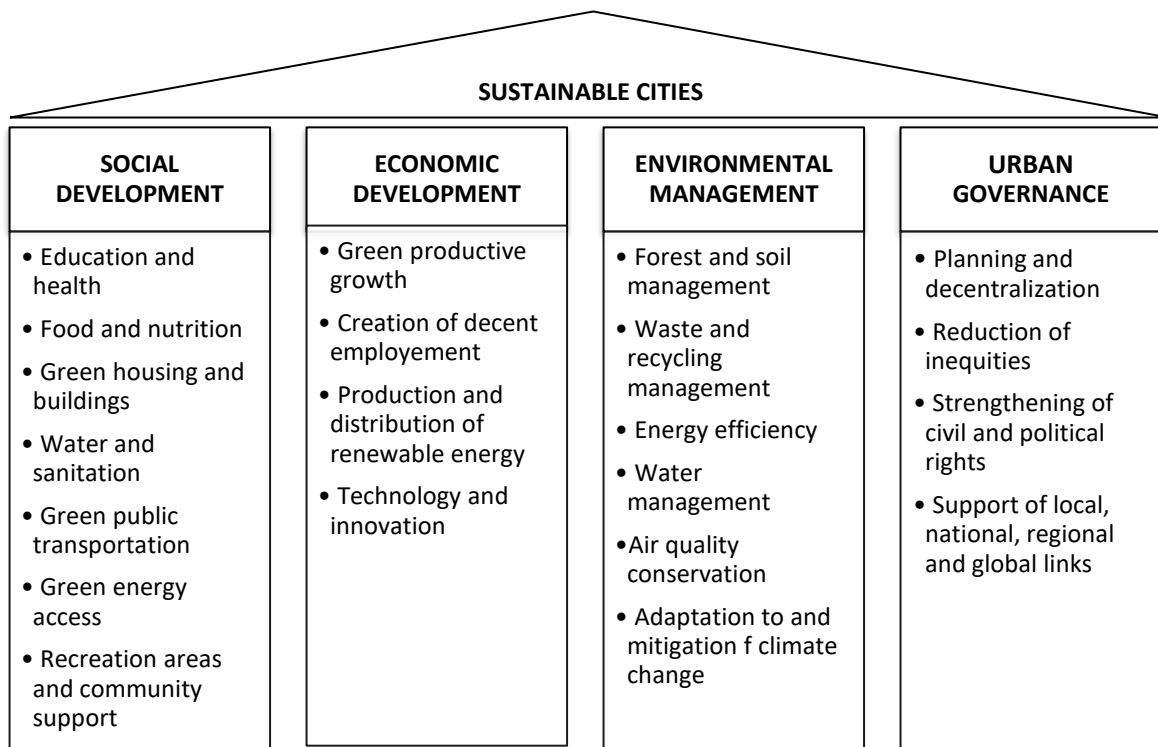 SUSTAINABLE CITIES
SOCIAL
DEVELOPMENT
• Education and
health
• Food and nutrition
• Green housing and
buildings
• Water and
sanitation
• Green public
transportation
• Green energy
access
• Recreation areas
and community
support
ECONOMIC
DEVELOPMENT
• Green productive
growth
• Creation of decent
employement
• Production and
distribution of
renewable energy
• Technology and
innovation
ENVIRONMENTAL
MANAGEMENT
• Forest and soil
management
• Waste and
recycling
management
• Energy efficiency
• Water
management
•Air quality
conservation
• Adaptation to and
mitigation f climate
change
URBAN
GOVERNANCE
• Planning and
decentralization
• Reduction of
inequities
• Strengthening of
civil and political
rights
• Support of local,
national, regional
and global links